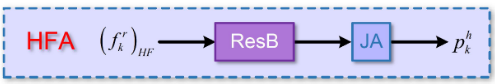 HFA (f_k^r)_HF ResB JA p_k^h